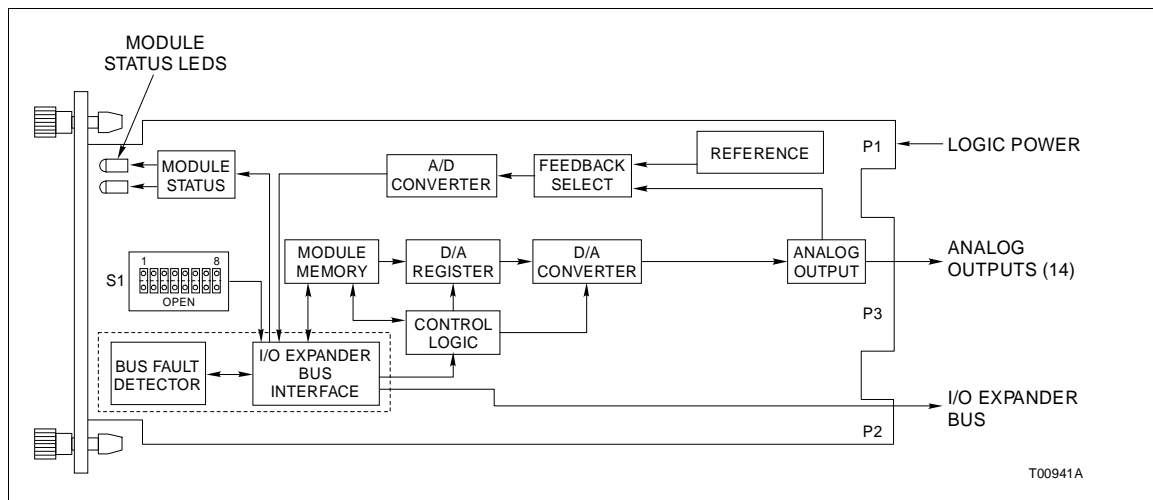 MODULE
STATUS LEDS
P1
LOGIC POWER
REFERENCE
MODULE
STATUS
A/D
CONVERTER
FEEDBACK
SELECT
1 8
S1
OPEN
MODULE
MEMORY
D/A
REGISTER
D/A
CONVERTER
ANALOG
OUTPUT
ANALOG
OUTPUTS (14)
P3
CONTROL
LOGIC
BUS FAULT
DETECTOR
I/O EXPANDER
BUS
INTERFACE
I/O EXPANDER
BUS
P2
T00941A